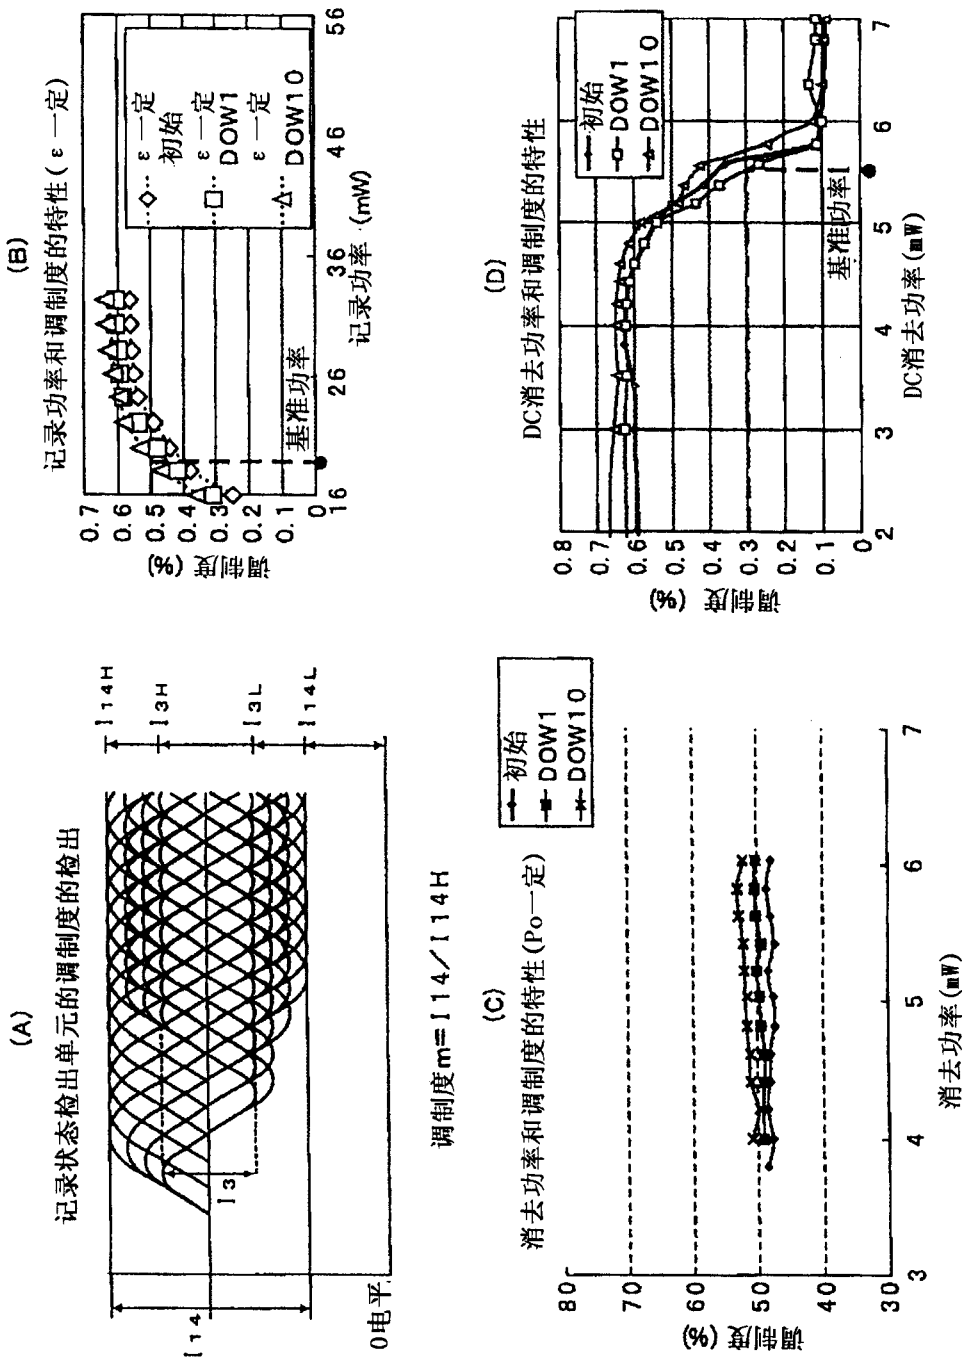 (A)
记录状态检出单元的调制度的检出
I14H
I3H
I3L
I14L
I3
I14
0电平
调制度m=I14/I14H
(B)
记录功率和调制度的特性(ε一定)
0.7
0.6
0.5
0.4
0.3
0.2
0.1
0
调制度(%)
16
26
36
46
56
记录功率(mW)
基准功率
ε一定
初始
ε一定
DOW1
ε一定
DOW10
(C)
消去功率和调制度的特性(Po一定)
初始
DOW1
DOW10
80
70
60
50
40
30
调制度(%)
3
4
5
6
7
消去功率(mW)
(D)
DC消去功率和调制度的特性
初始
DOW1
DOW10
0.8
0.7
0.6
0.5
0.4
0.3
0.2
0.1
0
调制度(%)
2
3
4
5
6
7
基准功率1
DC消去功率(mW)